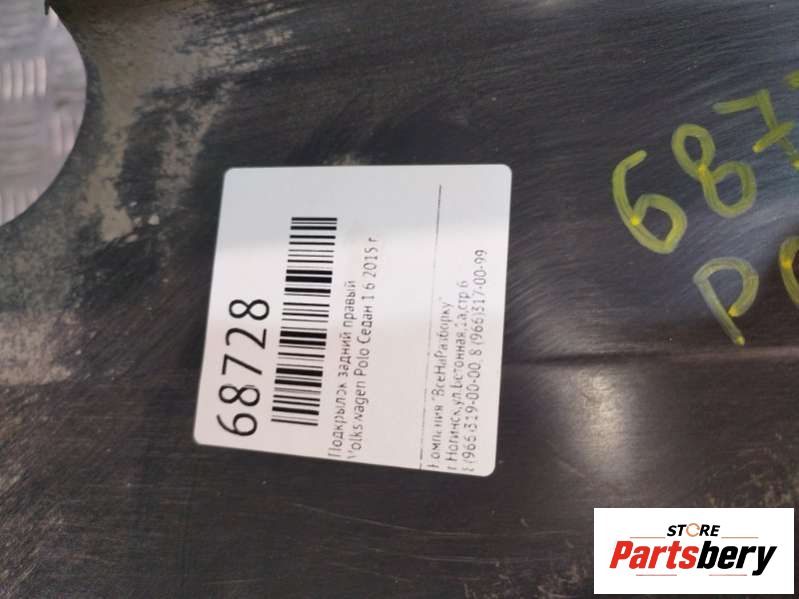 68728
Подкрылок задний правый
Volkswagen Polo Седан 1 6 2015 г
Компания "ВсеНаРазборку"
г.Ногинск,ул.Бетонная,1а,стр.6
8 (966)319-00-00, 8 (966)317-00-99
687
PO
STORE
Partsbery